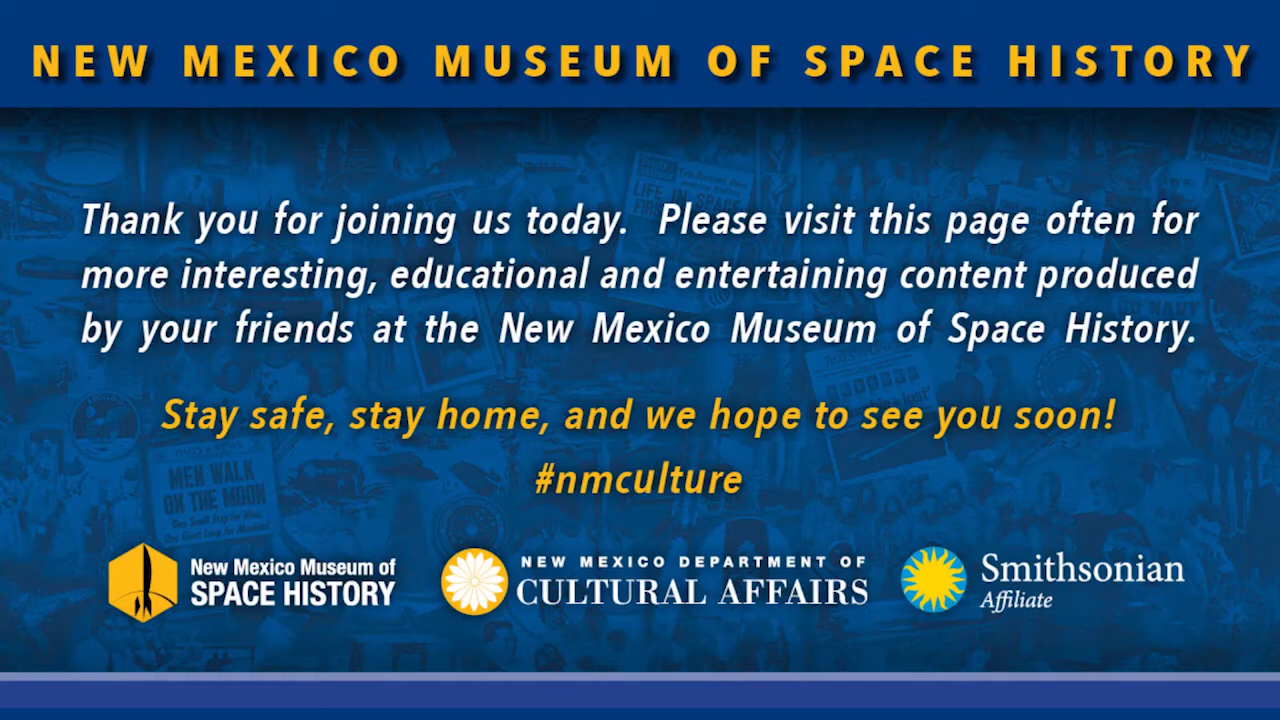 NEW MEXICO MUSEUM OF SPACE HISTORY
Thank you for joining us today. Please visit this page often for
more interesting, educational and entertaining content produced
by your friends at the New Mexico Museum of Space History.
Stay safe, stay home, and we hope to see you soon!
#nmculture
MEN WALK
ON THE MOON
New Mexico Museum of
SPACE HISTORY
NEW MEXICO DEPARTMENT OF
CULTURAL AFFAIRS
Smithsonian
Affiliate